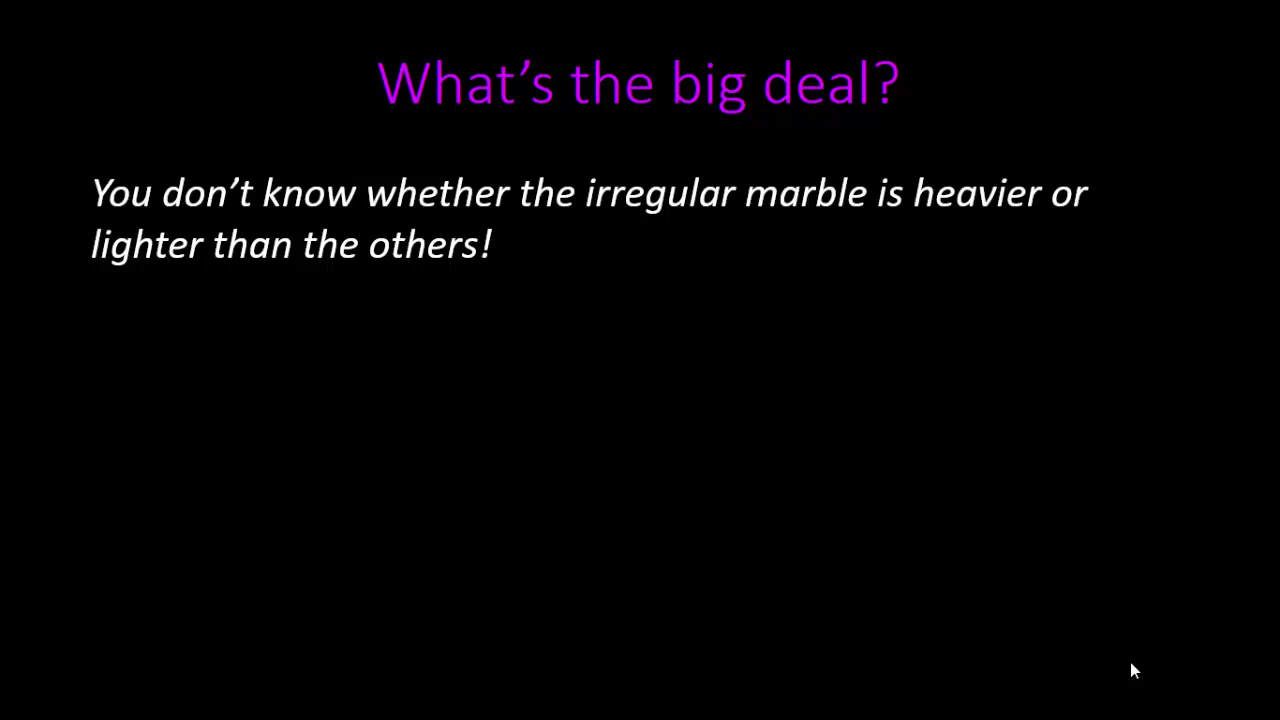 What’s the big deal?
You don’t know whether the irregular marble is heavier or
lighter than the others!